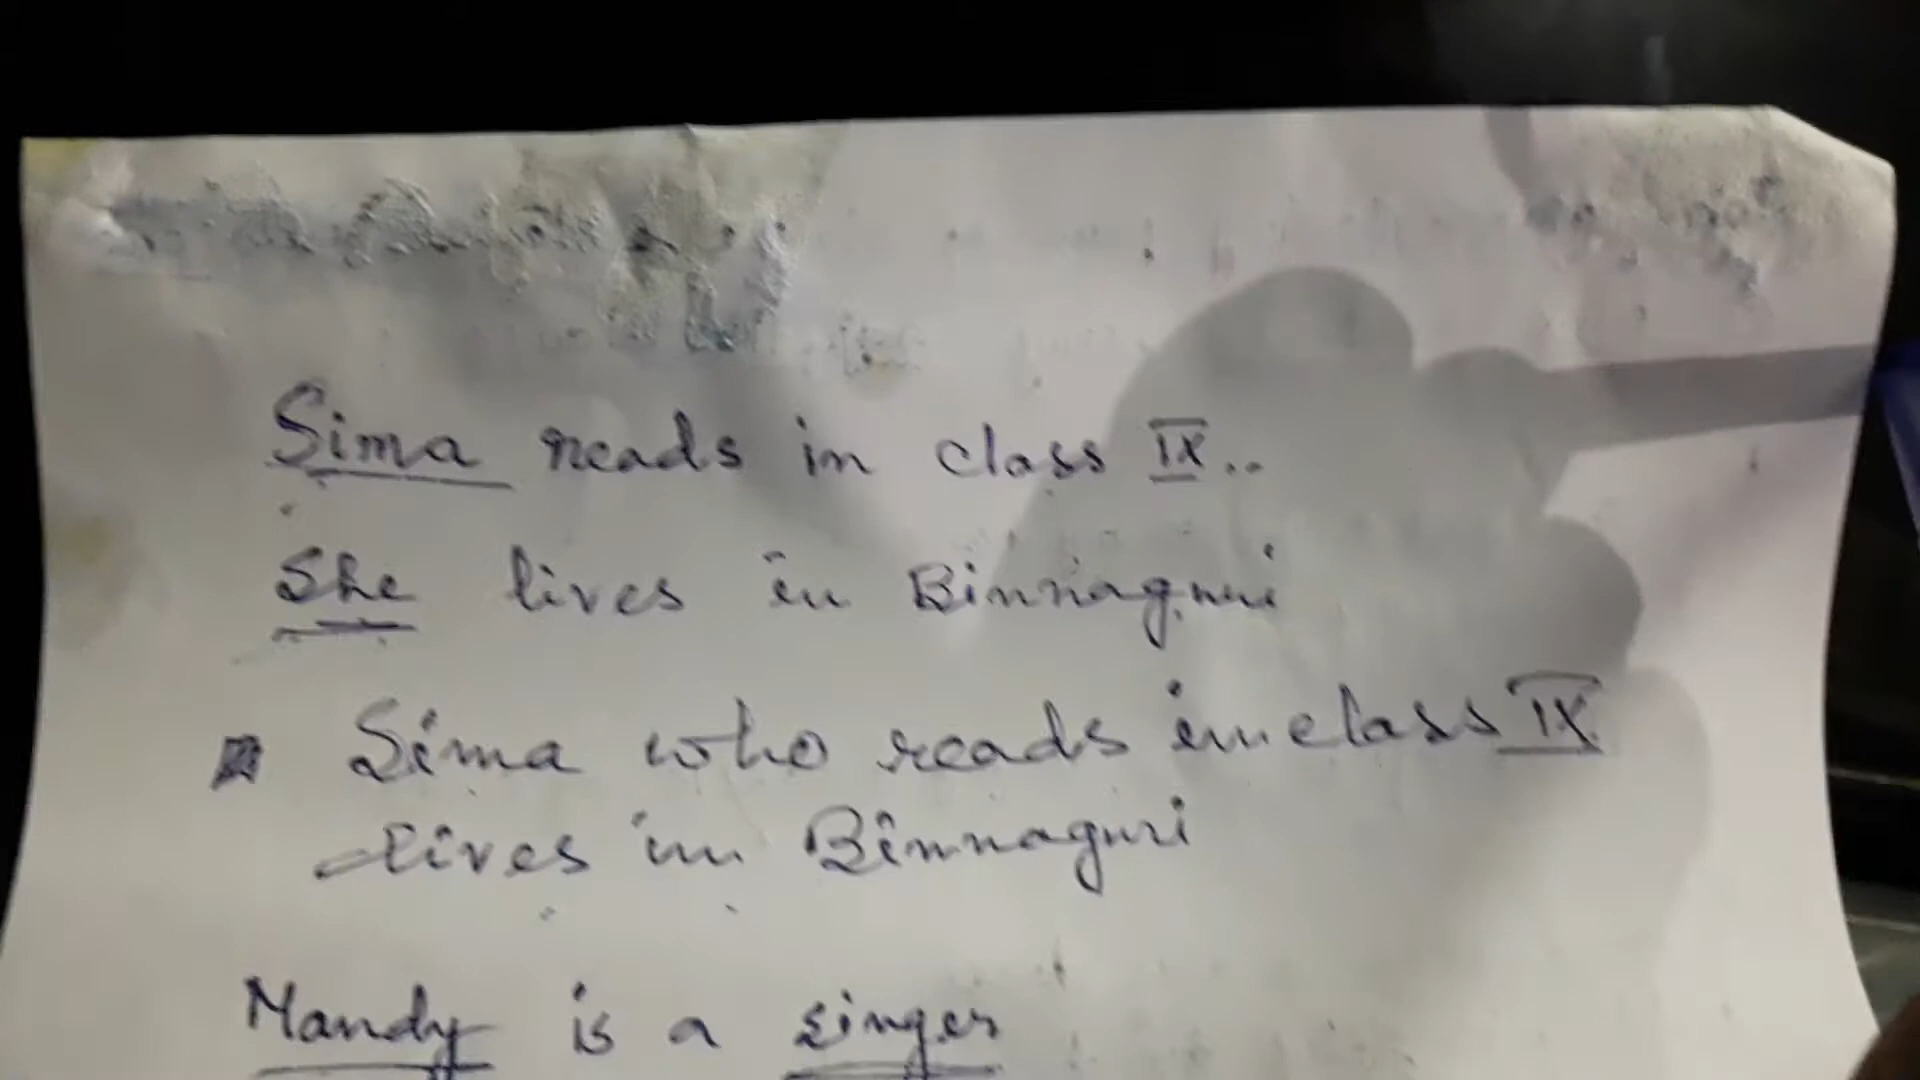 Sima reads in class IX..
She lives in Binnaguri
Sima who reads in class IX
lives in Binnaguri
Mandy is a singer